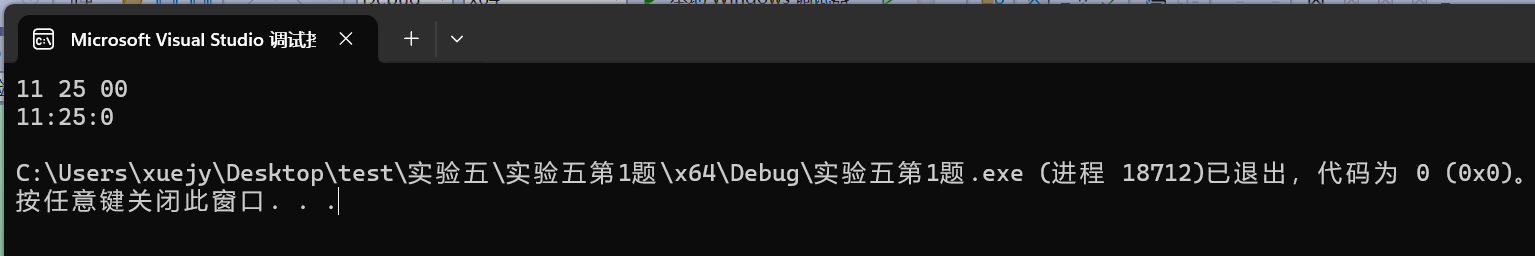 Microsoft Visual Studio 调试
11 25 00
11:25:0
C:\Users\xuejy\Desktop\test\实验五\实验五第1题\x64\Debug\实验五第1题.exe (进程 18712)已退出，代码为 0 (0x0)。
按任意键关闭此窗口. . .